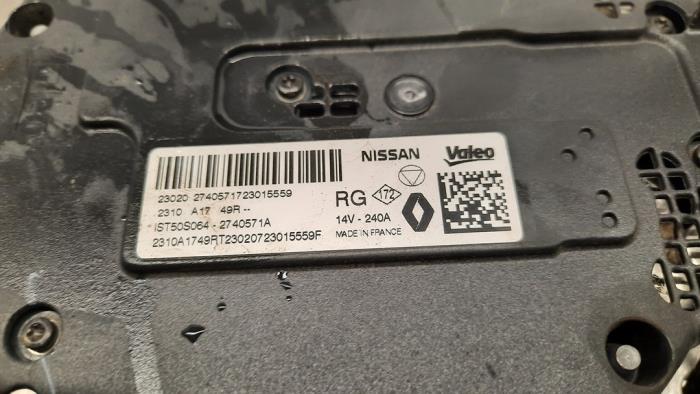 23020 2740571723015559
2310 A17 49R --
IST50S064 - 2740571A
2310A1749RT23020723015559F
NISSAN Valeo
RG 172
14V - 240A
MADE IN FRANCE